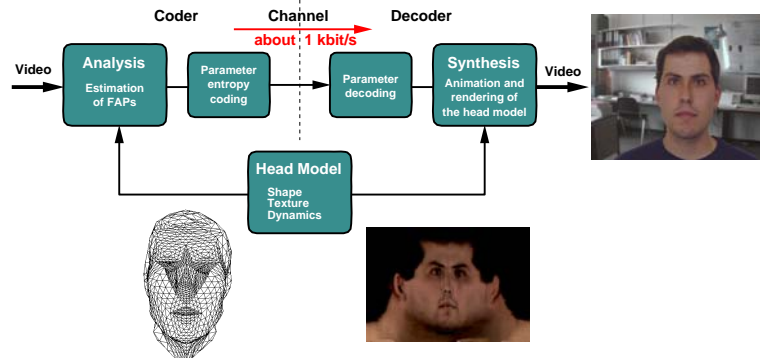 Coder
Channel
Decoder
about 1 kbit/s
Video
Analysis
Estimation
of FAPs
Parameter
entropy
coding
Parameter
decoding
Synthesis
Animation and
rendering of
the head model
Video
Head Model
Shape
Texture
Dynamics